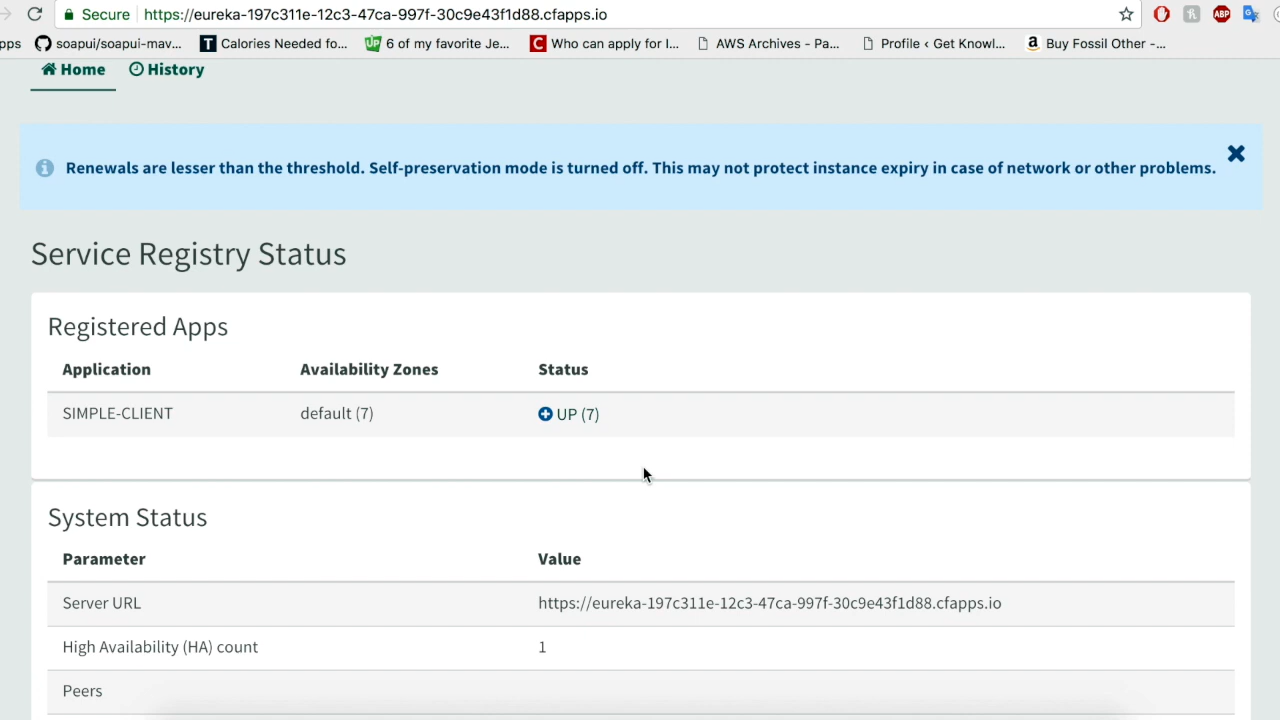 Secure https://eureka-197c311e-12c3-47ca-997f-30c9e43f1d88.cfapps.io
ABP
pps soapui/soapui-mav... T Calories Needed fo... UP 6 of my favorite Je... C Who can apply for I... AWS Archives - Pa... Profile ‹ Get Knowl... a Buy Fossil Other -...
Home History
Renewals are lesser than the threshold. Self-preservation mode is turned off. This may not protect instance expiry in case of network or other problems.
Service Registry Status
Registered Apps
Application Availability Zones Status
SIMPLE-CLIENT default (7) UP (7)
System Status
Parameter Value
Server URL https://eureka-197c311e-12c3-47ca-997f-30c9e43f1d88.cfapps.io
High Availability (HA) count 1
Peers